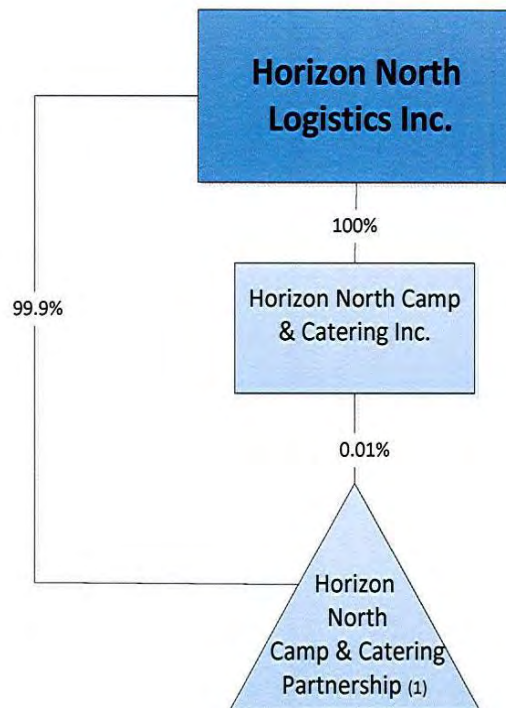 Horizon North
Logistics Inc.
100%
Horizon North Camp
& Catering Inc.
99.9%
0.01%
Horizon
North
Camp & Catering
Partnership (1)